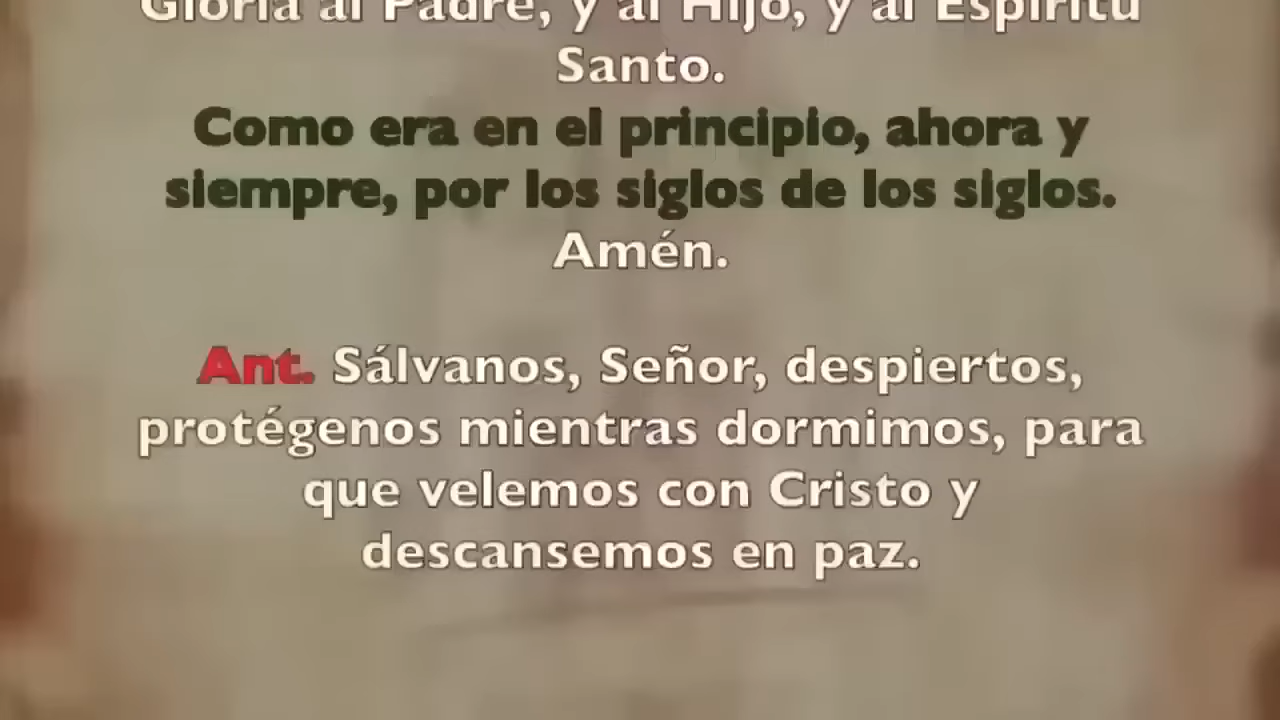 Gloria al Padre, y al Hijo, y al Espíritu
Santo.
Como era en el principio, ahora y
siempre, por los siglos de los siglos.
Amén.
Ant. Sálvanos, Señor, despiertos,
protégenos mientras dormimos, para
que velemos con Cristo y
descansemos en paz.